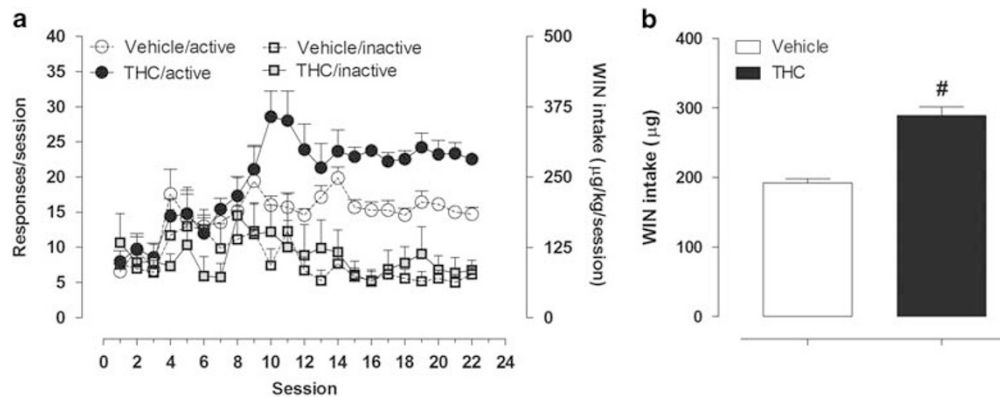 a
b
40
35
30
25
20
15
10
5
0
Responses/session
Vehicle/active
THC/active
Vehicle/inactive
THC/inactive
500
375
250
125
0
WIN intake (μg/kg/session)
0 2 4 6 8 10 12 14 16 18 20 22 24
Session
400
300
200
100
0
WIN intake (μg)
Vehicle
THC
#